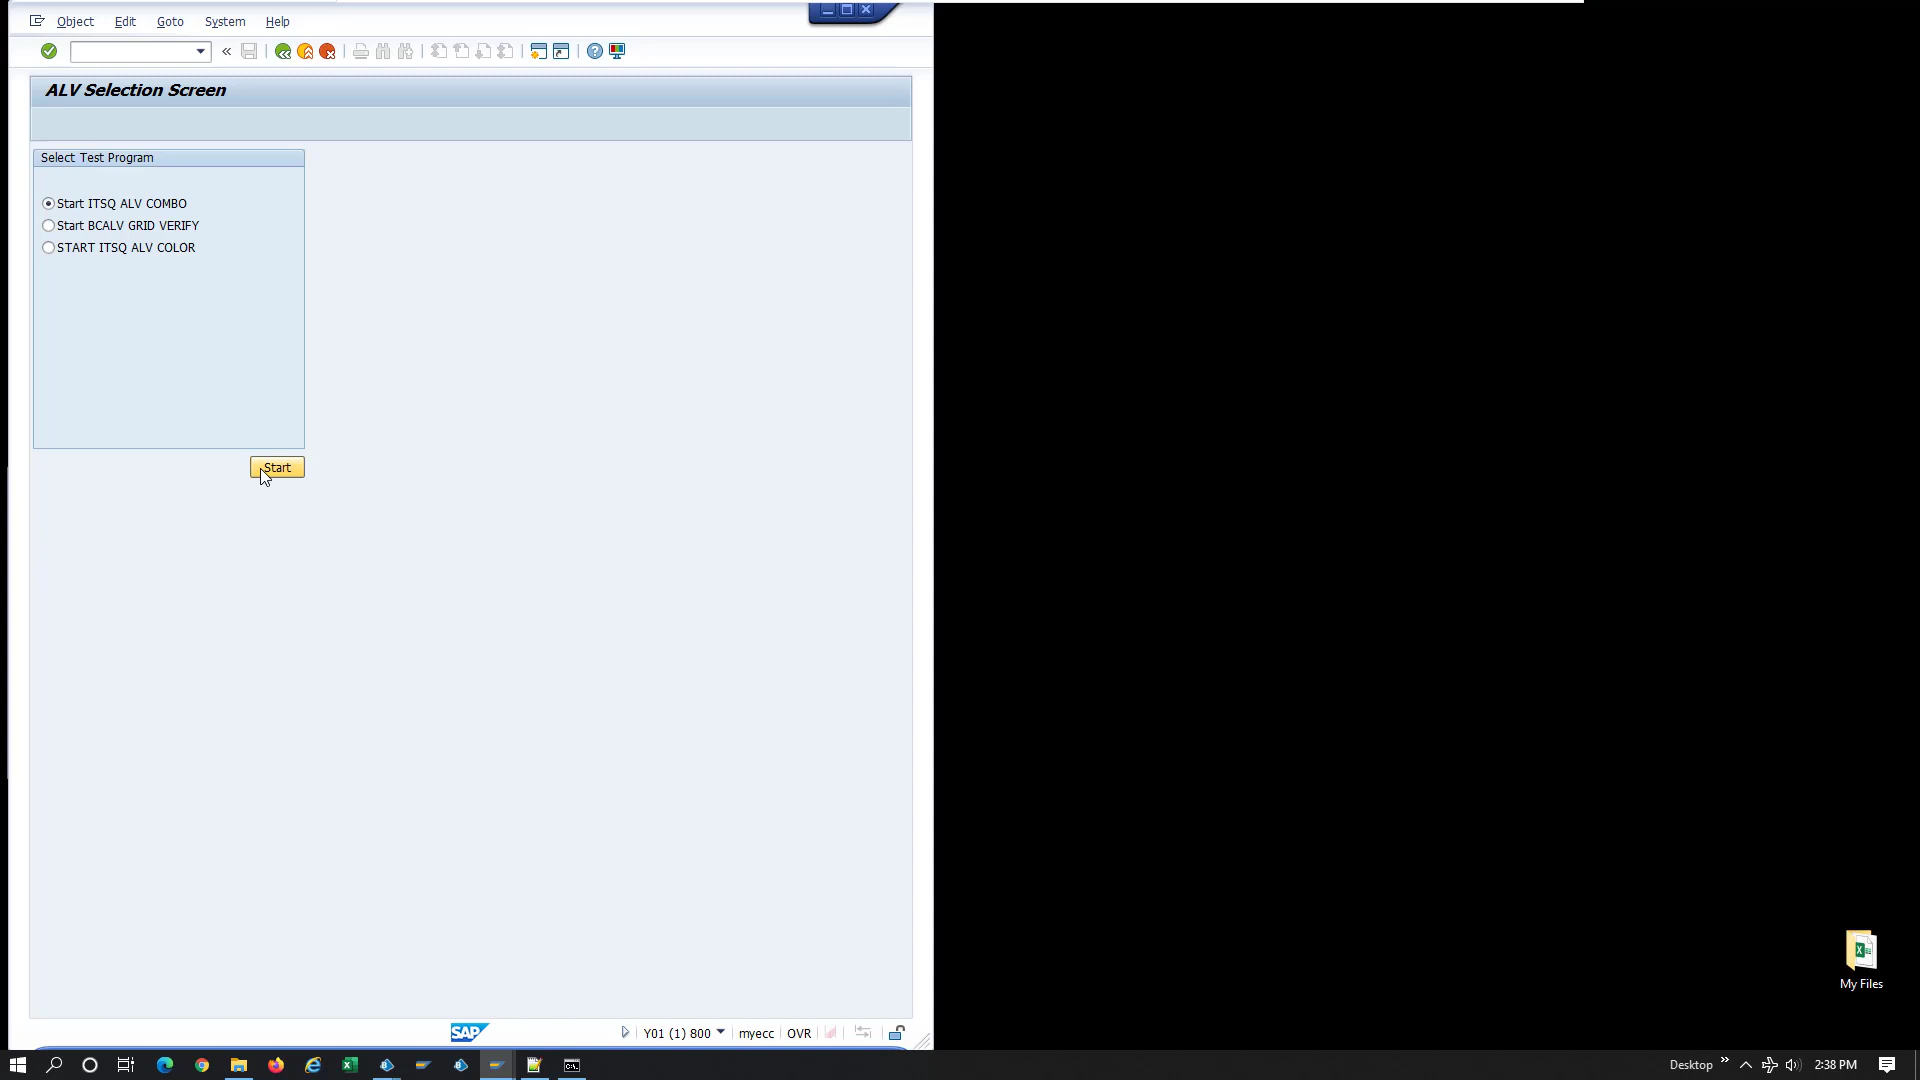 Object Edit Goto System Help
ALV Selection Screen
Select Test Program
Start ITSQ ALV COMBO
Start BCALV GRID VERIFY
START ITSQ ALV COLOR
Start
My Files
SAP Y01 (1) 800 myecc OVR
Desktop 2:38 PM